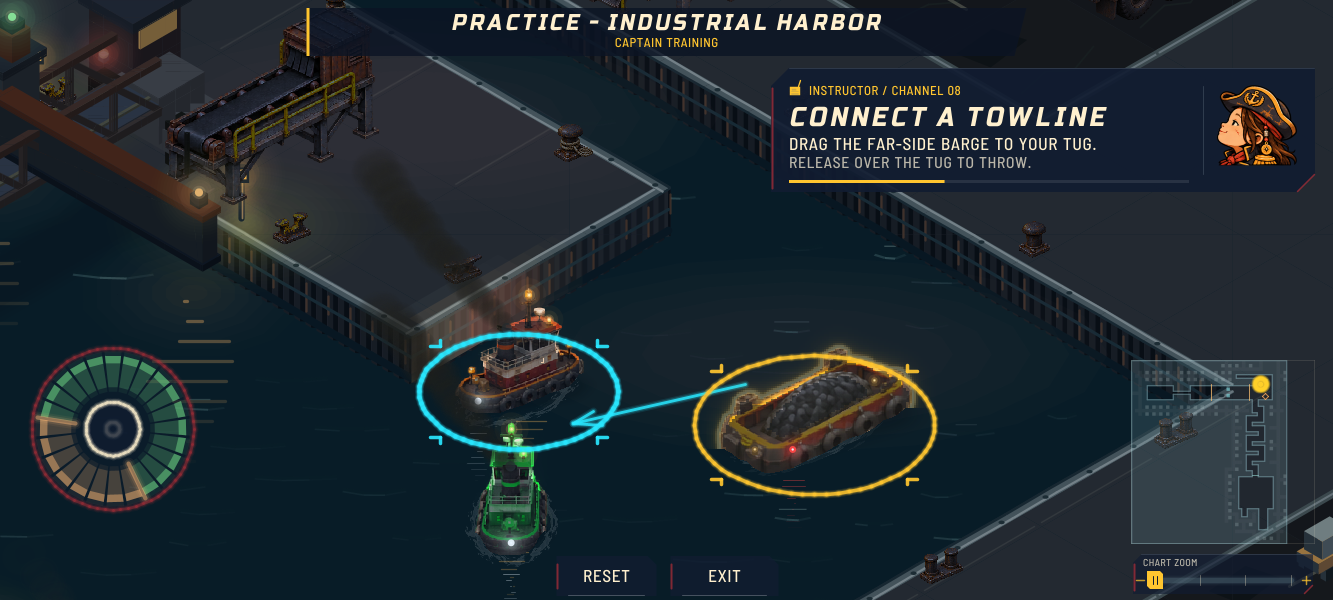 PRACTICE - INDUSTRIAL HARBOR
CAPTAIN TRAINING
INSTRUCTOR / CHANNEL 08
CONNECT A TOWLINE
DRAG THE FAR-SIDE BARGE TO YOUR TUG.
RELEASE OVER THE TUG TO THROW.
RESET
EXIT
CHART ZOOM